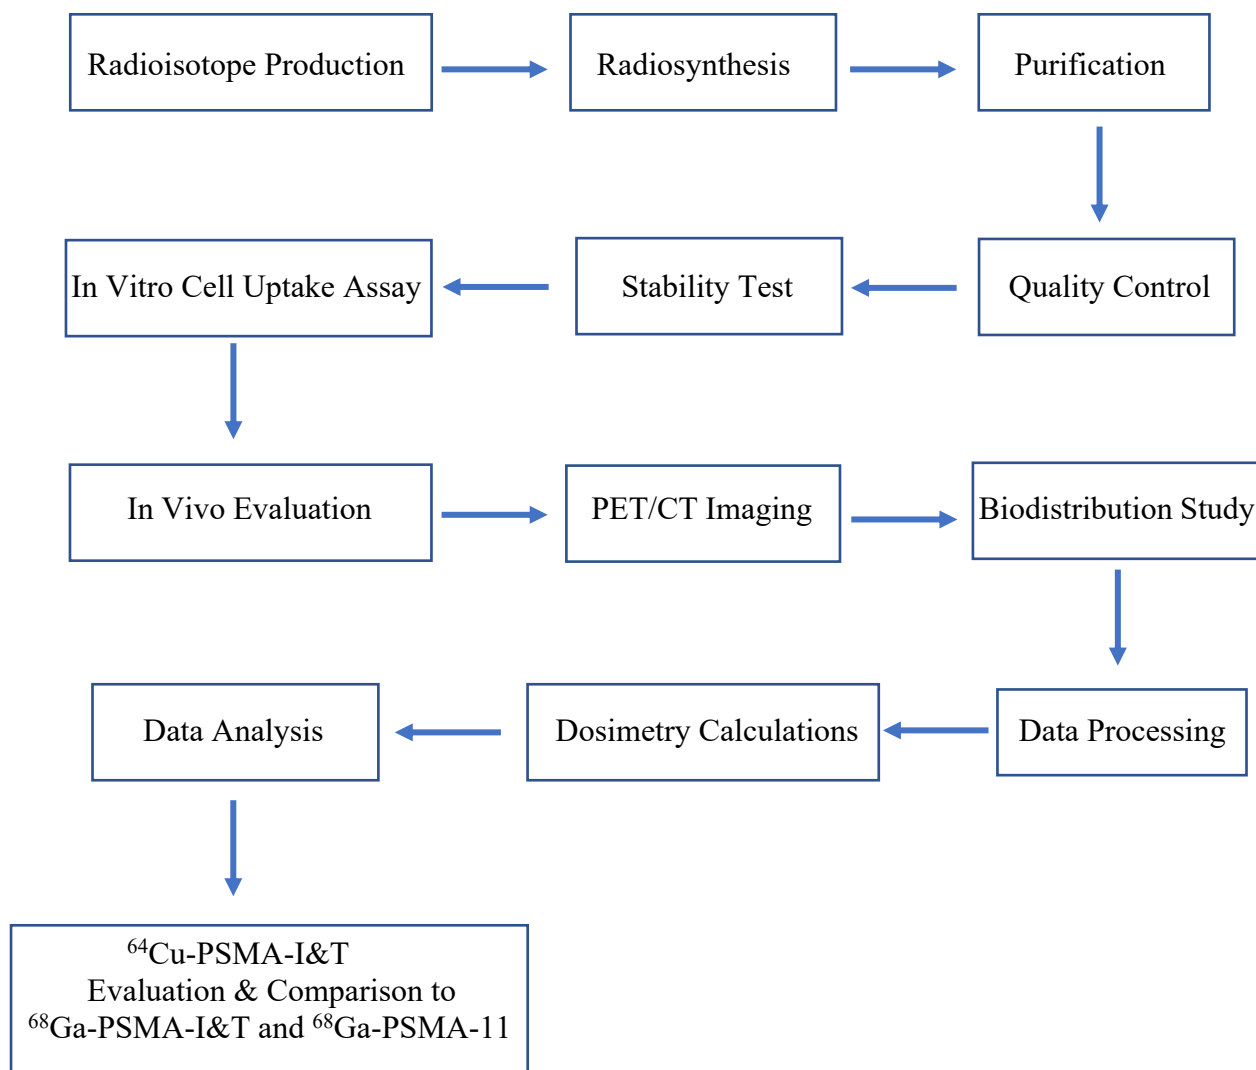 Radioisotope Production
Radiosynthesis
Purification
Quality Control
Stability Test
In Vitro Cell Uptake Assay
In Vivo Evaluation
PET/CT Imaging
Biodistribution Study
Data Processing
Dosimetry Calculations
Data Analysis
⁶⁴Cu-PSMA-I&T
Evaluation & Comparison to
⁶⁸Ga-PSMA-I&T and ⁶⁸Ga-PSMA-11